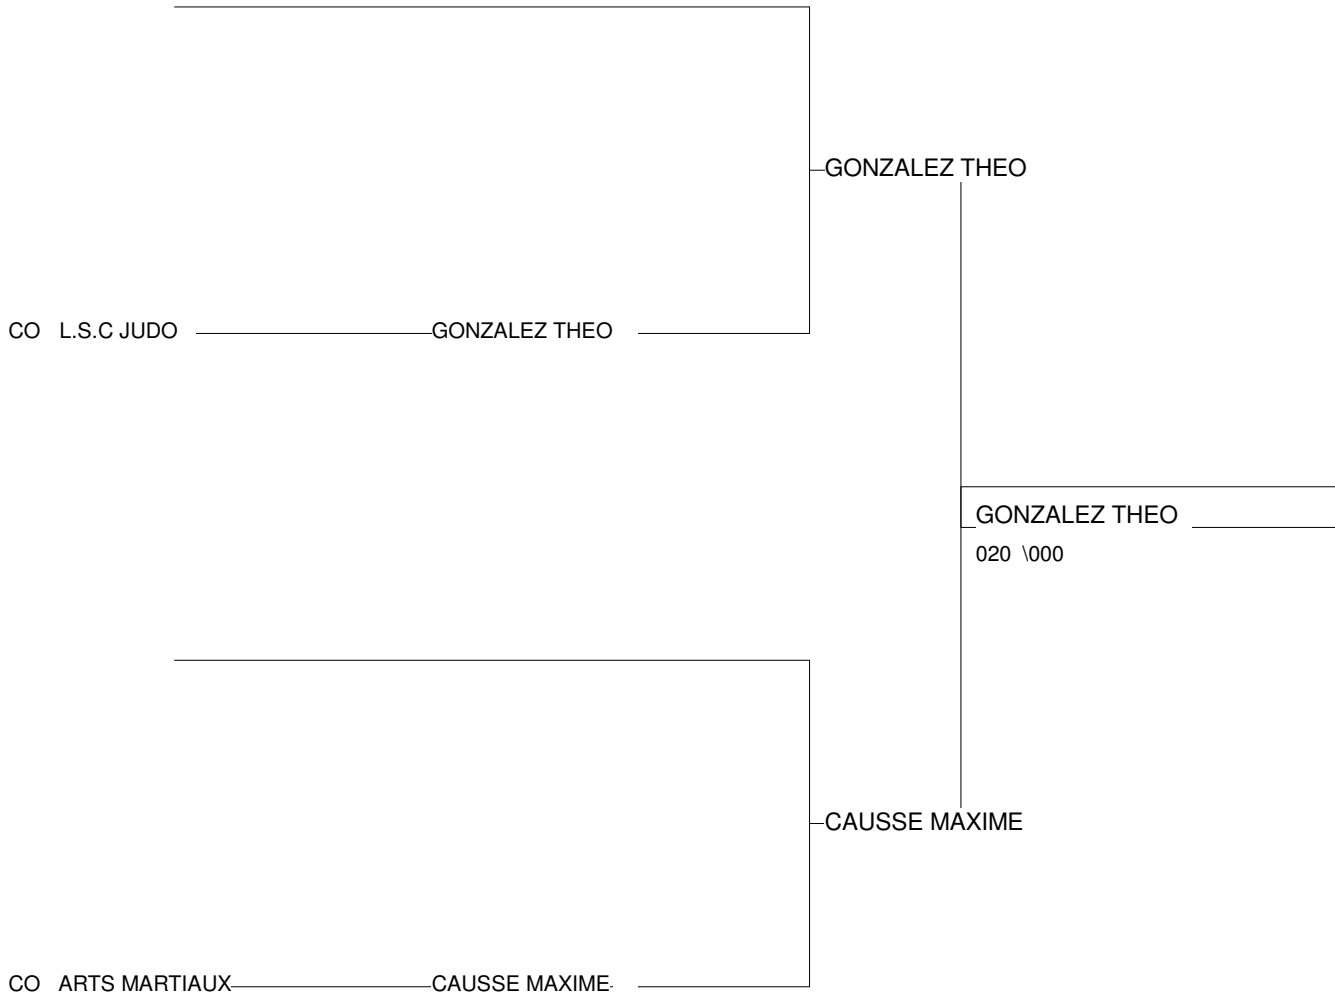 GONZALEZ THEO
CO L.S.C JUDO GONZALEZ THEO
GONZALEZ THEO
020 \000
CAUSSE MAXIME
CO ARTS MARTIAUX CAUSSE MAXIME